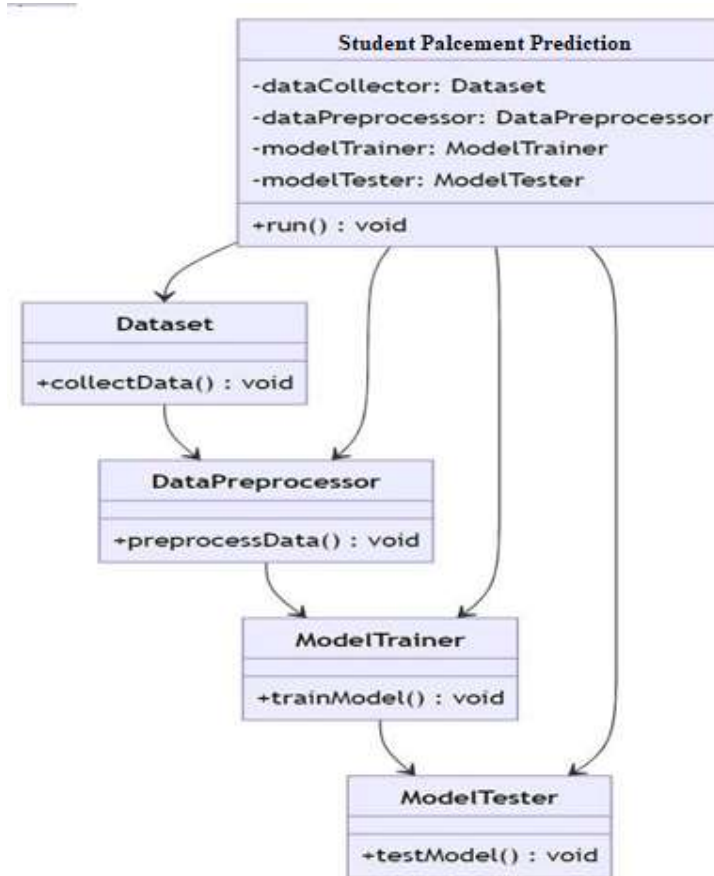 Student Palcement Prediction
-dataCollector: Dataset
-dataPreprocessor: DataPreprocessor
-modelTrainer: ModelTrainer
-modelTester: ModelTester
+run() : void
Dataset
+collectData() : void
DataPreprocessor
+preprocessData() : void
ModelTrainer
+trainModel() : void
ModelTester
+testModel() : void